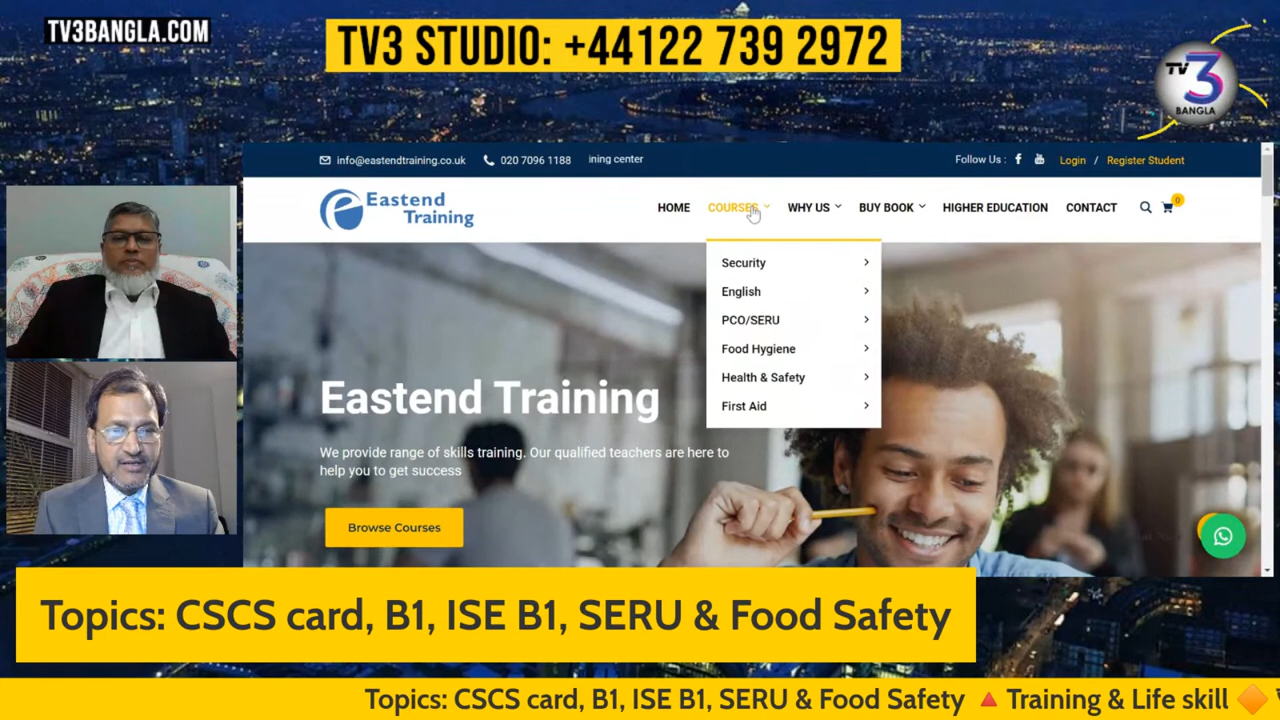 TV3BANGLA.COM
TV3 STUDIO: +44122 739 2972
TV3
BANGLA
info@eastendtraining.co.uk
020 7096 1188
ining center
Follow Us :
Login / Register Student
Eastend
Training
HOME
COURSES
WHY US
BUY BOOK
HIGHER EDUCATION
CONTACT
0
Security
English
PCO/SERU
Food Hygiene
Health & Safety
First Aid
Eastend Training
We provide range of skills training. Our qualified teachers are here to
help you to get success
Browse Courses
Topics: CSCS card, B1, ISE B1, SERU & Food Safety
Topics: CSCS card, B1, ISE B1, SERU & Food Safety 🔺 Training & Life skill 🔶